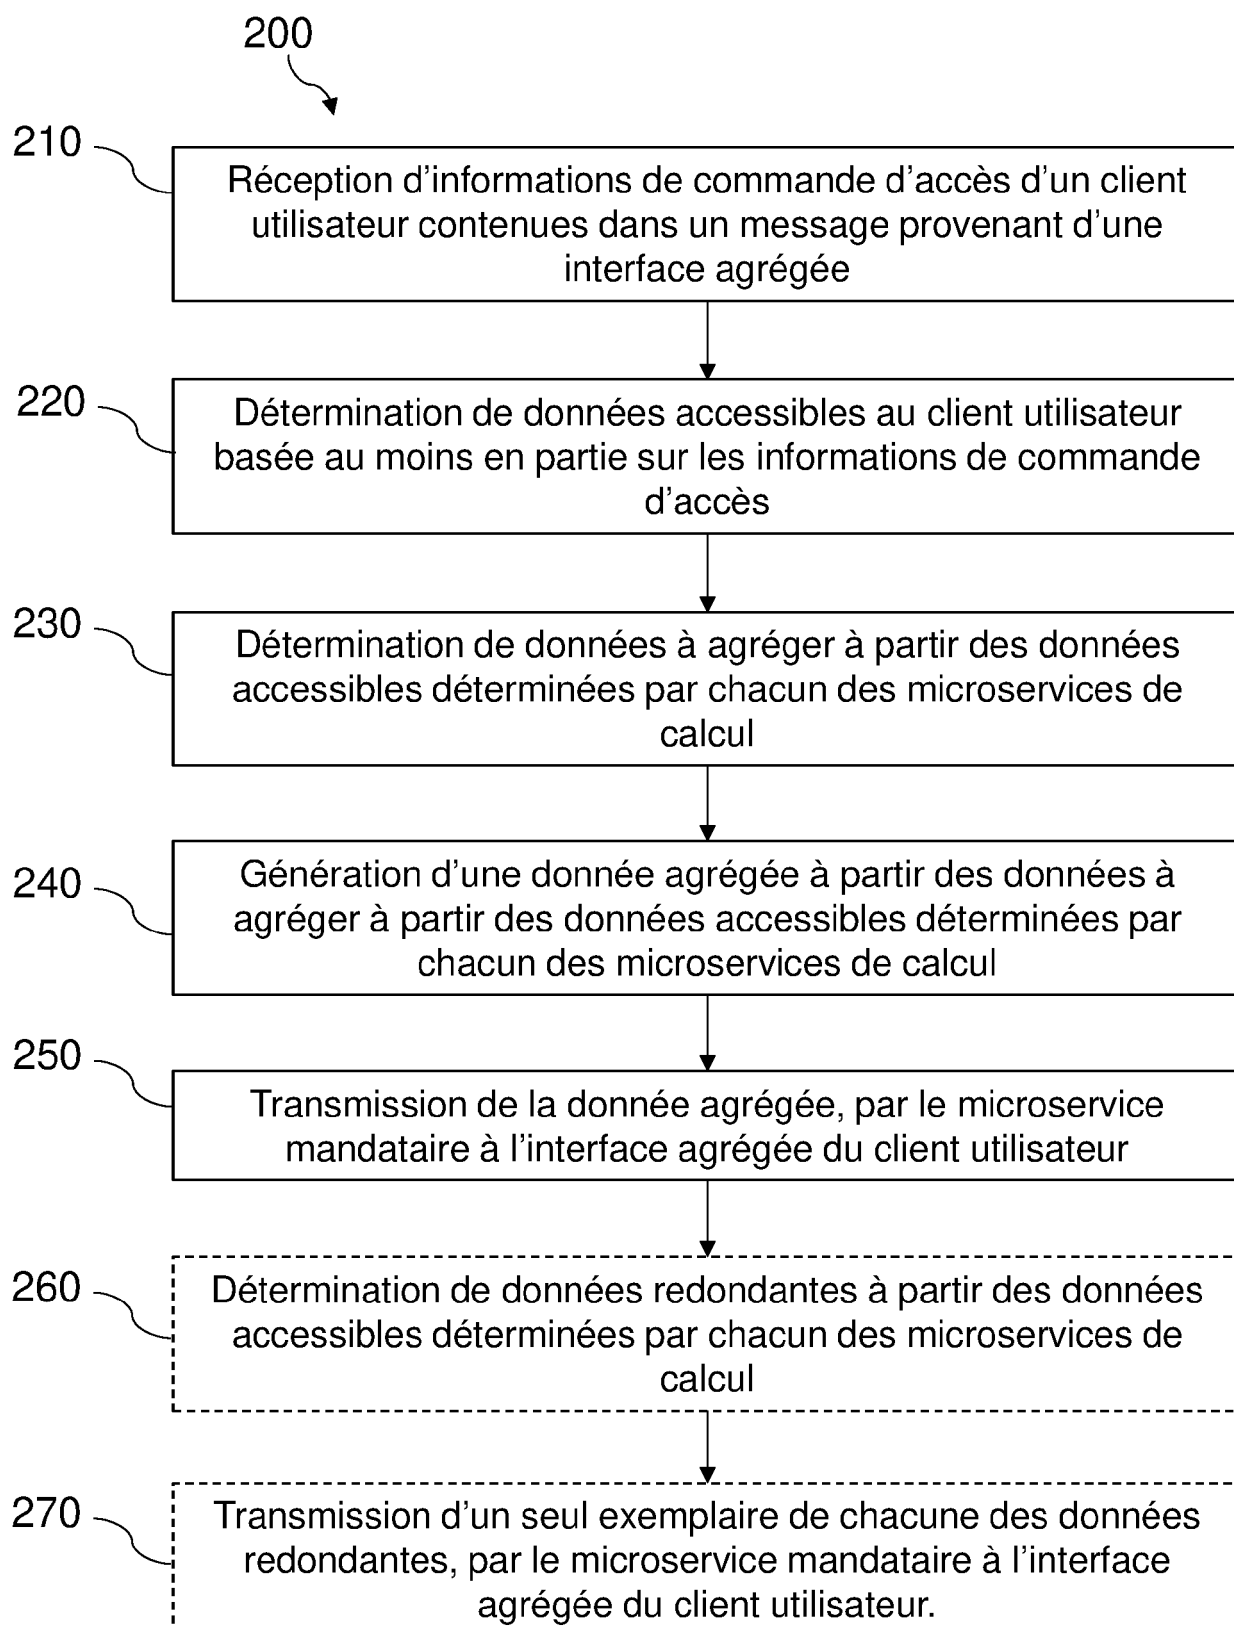 200
210
Réception d'informations de commande d'accès d'un client
utilisateur contenues dans un message provenant d'une
interface agrégée
220
Détermination de données accessibles au client utilisateur
basée au moins en partie sur les informations de commande
d'accès
230
Détermination de données à agréger à partir des données
accessibles déterminées par chacun des microservices de
calcul
240
Génération d'une donnée agrégée à partir des données à
agréger à partir des données accessibles déterminées par
chacun des microservices de calcul
250
Transmission de la donnée agrégée, par le microservice
mandataire à l'interface agrégée du client utilisateur
260
Détermination de données redondantes à partir des données
accessibles déterminées par chacun des microservices de
calcul
270
Transmission d'un seul exemplaire de chacune des données
redondantes, par le microservice mandataire à l'interface
agrégée du client utilisateur.